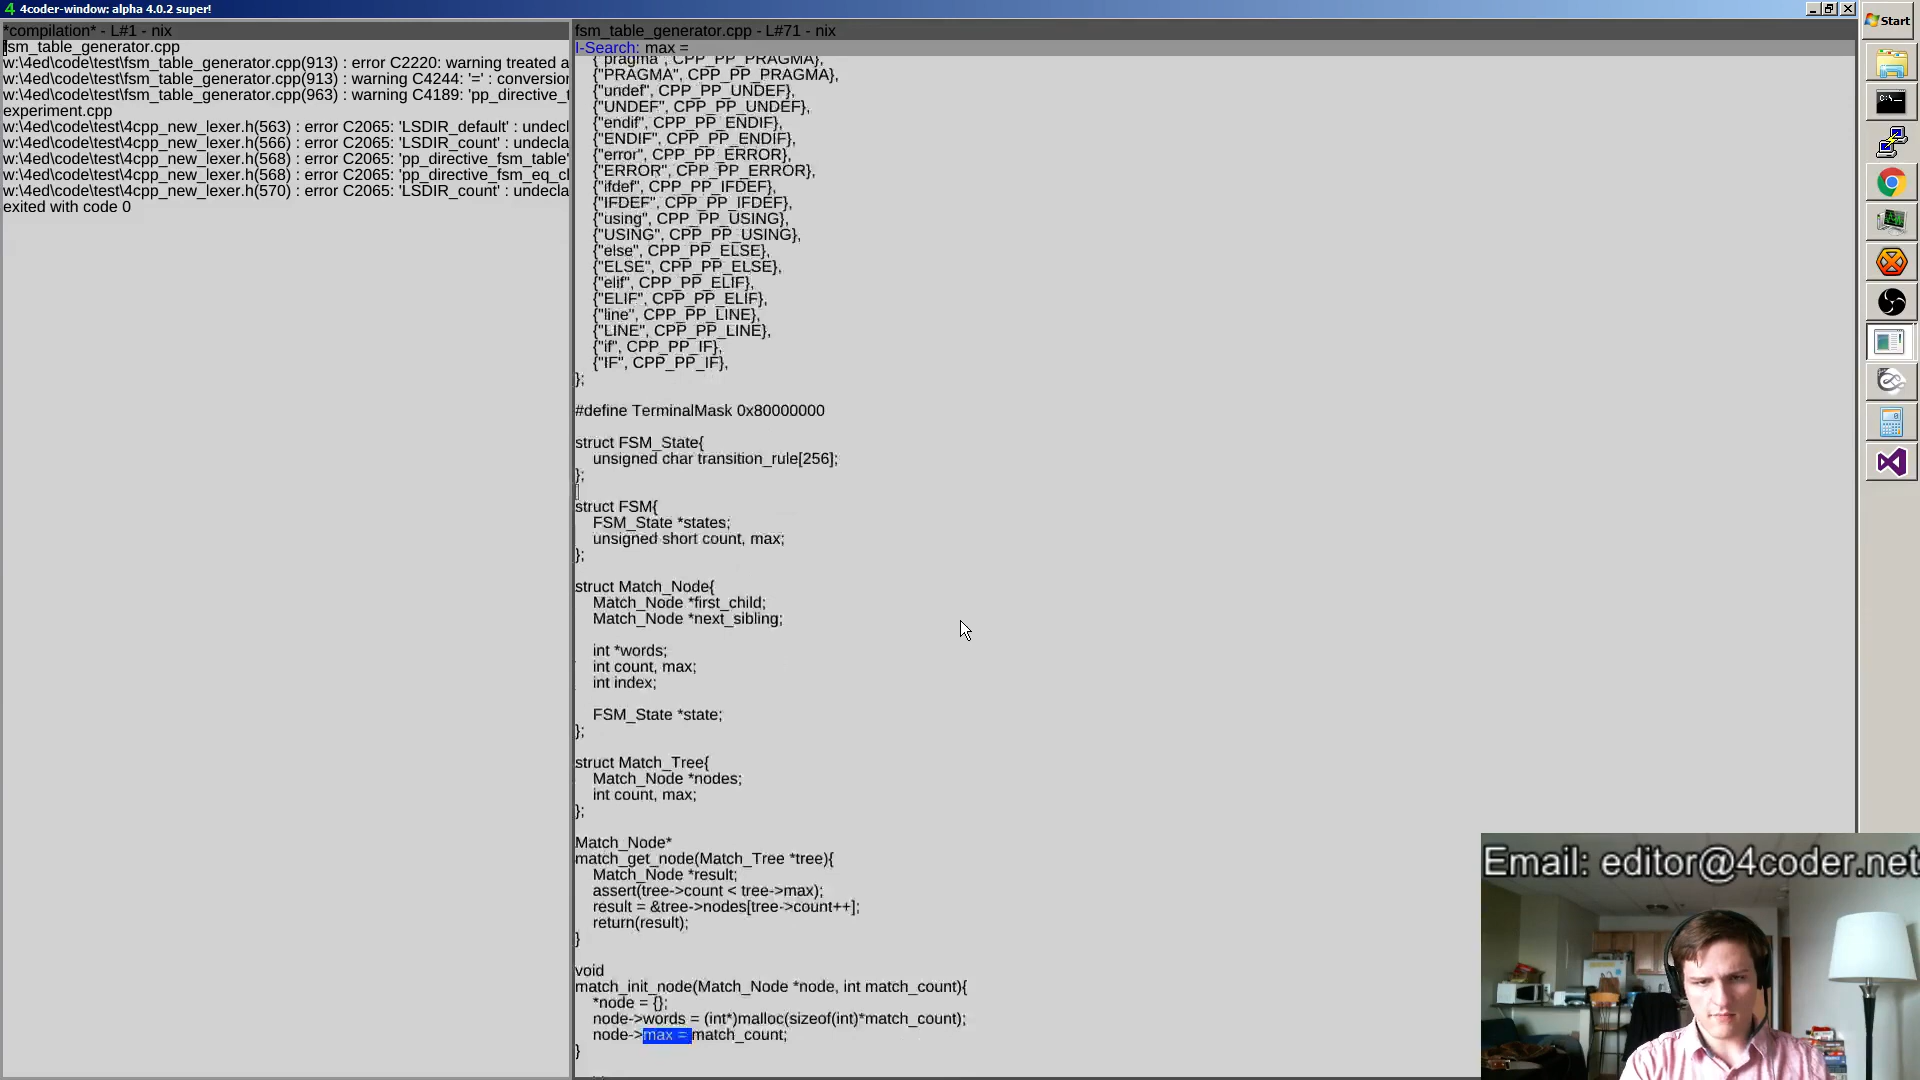 4coder-window: alpha 4.0.2 super!
*compilation* - L#1 - nix
fsm_table_generator.cpp
w:\4ed\code\test\fsm_table_generator.cpp(913) : error C2220: warning treated a
w:\4ed\code\test\fsm_table_generator.cpp(913) : warning C4244: '=' : conversion
w:\4ed\code\test\fsm_table_generator.cpp(963) : warning C4189: 'pp_directive_t
experiment.cpp
w:\4ed\code\test\4cpp_new_lexer.h(563) : error C2065: 'LSDIR_default' : undecl
w:\4ed\code\test\4cpp_new_lexer.h(566) : error C2065: 'LSDIR_count' : undecla
w:\4ed\code\test\4cpp_new_lexer.h(568) : error C2065: 'pp_directive_fsm_table'
w:\4ed\code\test\4cpp_new_lexer.h(568) : error C2065: 'pp_directive_fsm_eq_cl
w:\4ed\code\test\4cpp_new_lexer.h(570) : error C2065: 'LSDIR_count' : undecla
exited with code 0
fsm_table_generator.cpp - L#71 - nix
I-Search: max =
{"pragma", CPP_PP_PRAGMA},
{"PRAGMA", CPP_PP_PRAGMA},
{"undef", CPP_PP_UNDEF},
{"UNDEF", CPP_PP_UNDEF},
{"endif", CPP_PP_ENDIF},
{"ENDIF", CPP_PP_ENDIF},
{"error", CPP_PP_ERROR},
{"ERROR", CPP_PP_ERROR},
{"ifdef", CPP_PP_IFDEF},
{"IFDEF", CPP_PP_IFDEF},
{"using", CPP_PP_USING},
{"USING", CPP_PP_USING},
{"else", CPP_PP_ELSE},
{"ELSE", CPP_PP_ELSE},
{"elif", CPP_PP_ELIF},
{"ELIF", CPP_PP_ELIF},
{"line", CPP_PP_LINE},
{"LINE", CPP_PP_LINE},
{"if", CPP_PP_IF},
{"IF", CPP_PP_IF},
};
#define TerminalMask 0x80000000
struct FSM_State{
unsigned char transition_rule[256];
};
struct FSM{
FSM_State *states;
unsigned short count, max;
};
struct Match_Node{
Match_Node *first_child;
Match_Node *next_sibling;
int *words;
int count, max;
int index;
FSM_State *state;
};
struct Match_Tree{
Match_Node *nodes;
int count, max;
};
Match_Node*
match_get_node(Match_Tree *tree){
Match_Node *result;
assert(tree->count < tree->max);
result = &tree->nodes[tree->count++];
return(result);
}
void
match_init_node(Match_Node *node, int match_count){
*node = {};
node->words = (int*)malloc(sizeof(int)*match_count);
node->max = match_count;
}
Start
Email: editor@4coder.net